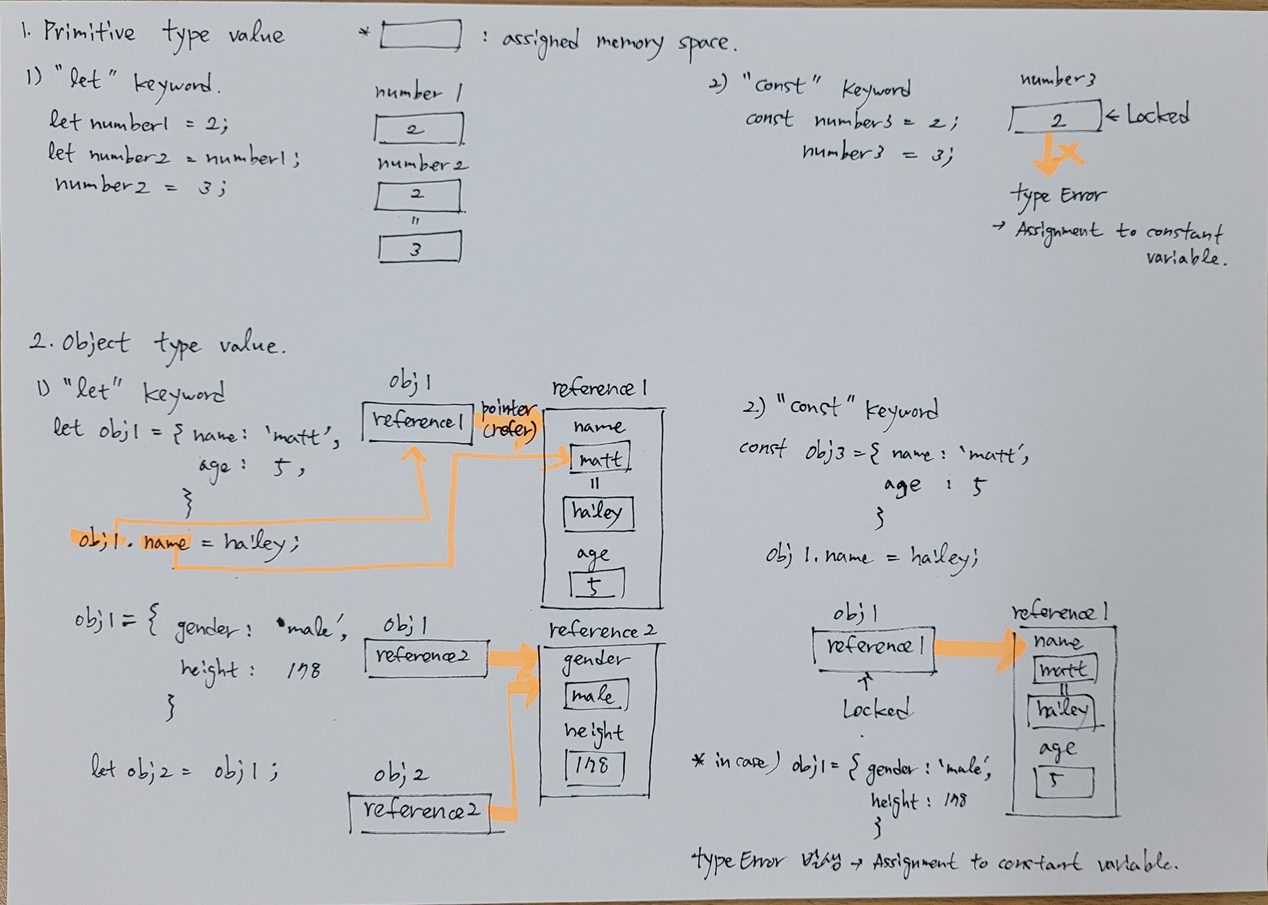 1. Primitive type value
* : assigned memory space.
1) "let" keyword.
let number1 = 2;
let number2 = number1;
number2 = 3;
number 1
2
number 2
2
=
3
2) "const" keyword
const number3 = 2;
number3 = 3;
number3
2
← Locked
X
type Error
→ Assignment to constant
variable.
2. Object type value.
1) "let" keyword
let obj1 = { name: 'matt',
age: 5,
}
obj1.name = hailey;
obj1
reference1
pointer
(refer)
reference1
name
matt
=
hailey
age
5
obj1 = { gender: 'male',
height: 178
}
obj1
reference2
reference 2
gender
male
height
178
let obj2 = obj1;
obj2
reference2
2) "const" keyword
const obj3 = { name: 'matt',
age : 5
}
obj1.name = hailey;
obj1
reference1
↑
Locked
reference1
name
matt
=
hailey
age
5
* in case) obj1 = { gender: 'male',
height: 178
}
type Error 발생 → Assignment to constant variable.